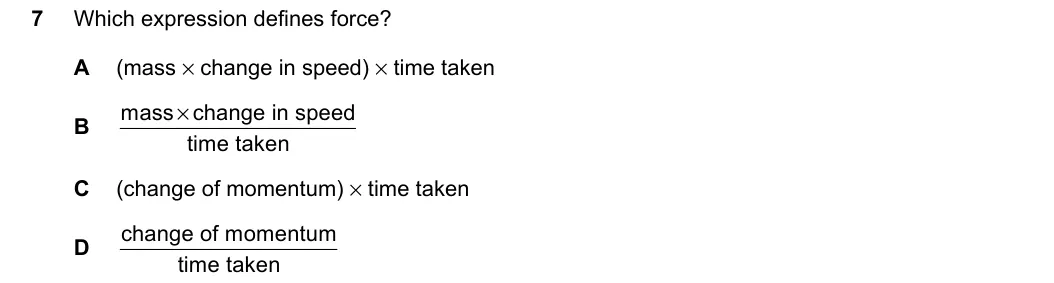 7 Which expression defines force?
A (mass × change in speed) × time taken
B mass × change in speed
time taken
C (change of momentum) × time taken
D change of momentum
time taken